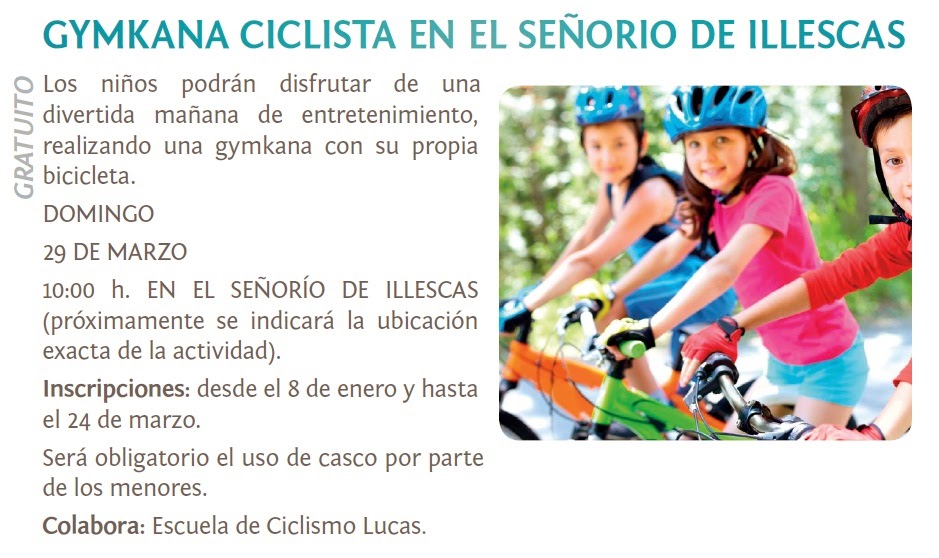 GYMKANA CICLISTA EN EL SEÑORIO DE ILLESCAS
GRATUITO
Los niños podrán disfrutar de una
divertida mañana de entretenimiento,
realizando una gymkana con su propia
bicicleta.
DOMINGO
29 DE MARZO
10:00 h. EN EL SEÑORÍO DE ILLESCAS
(próximamente se indicará la ubicación
exacta de la actividad).
Inscripciones: desde el 8 de enero y hasta
el 24 de marzo.
Será obligatorio el uso de casco por parte
de los menores.
Colabora: Escuela de Ciclismo Lucas.